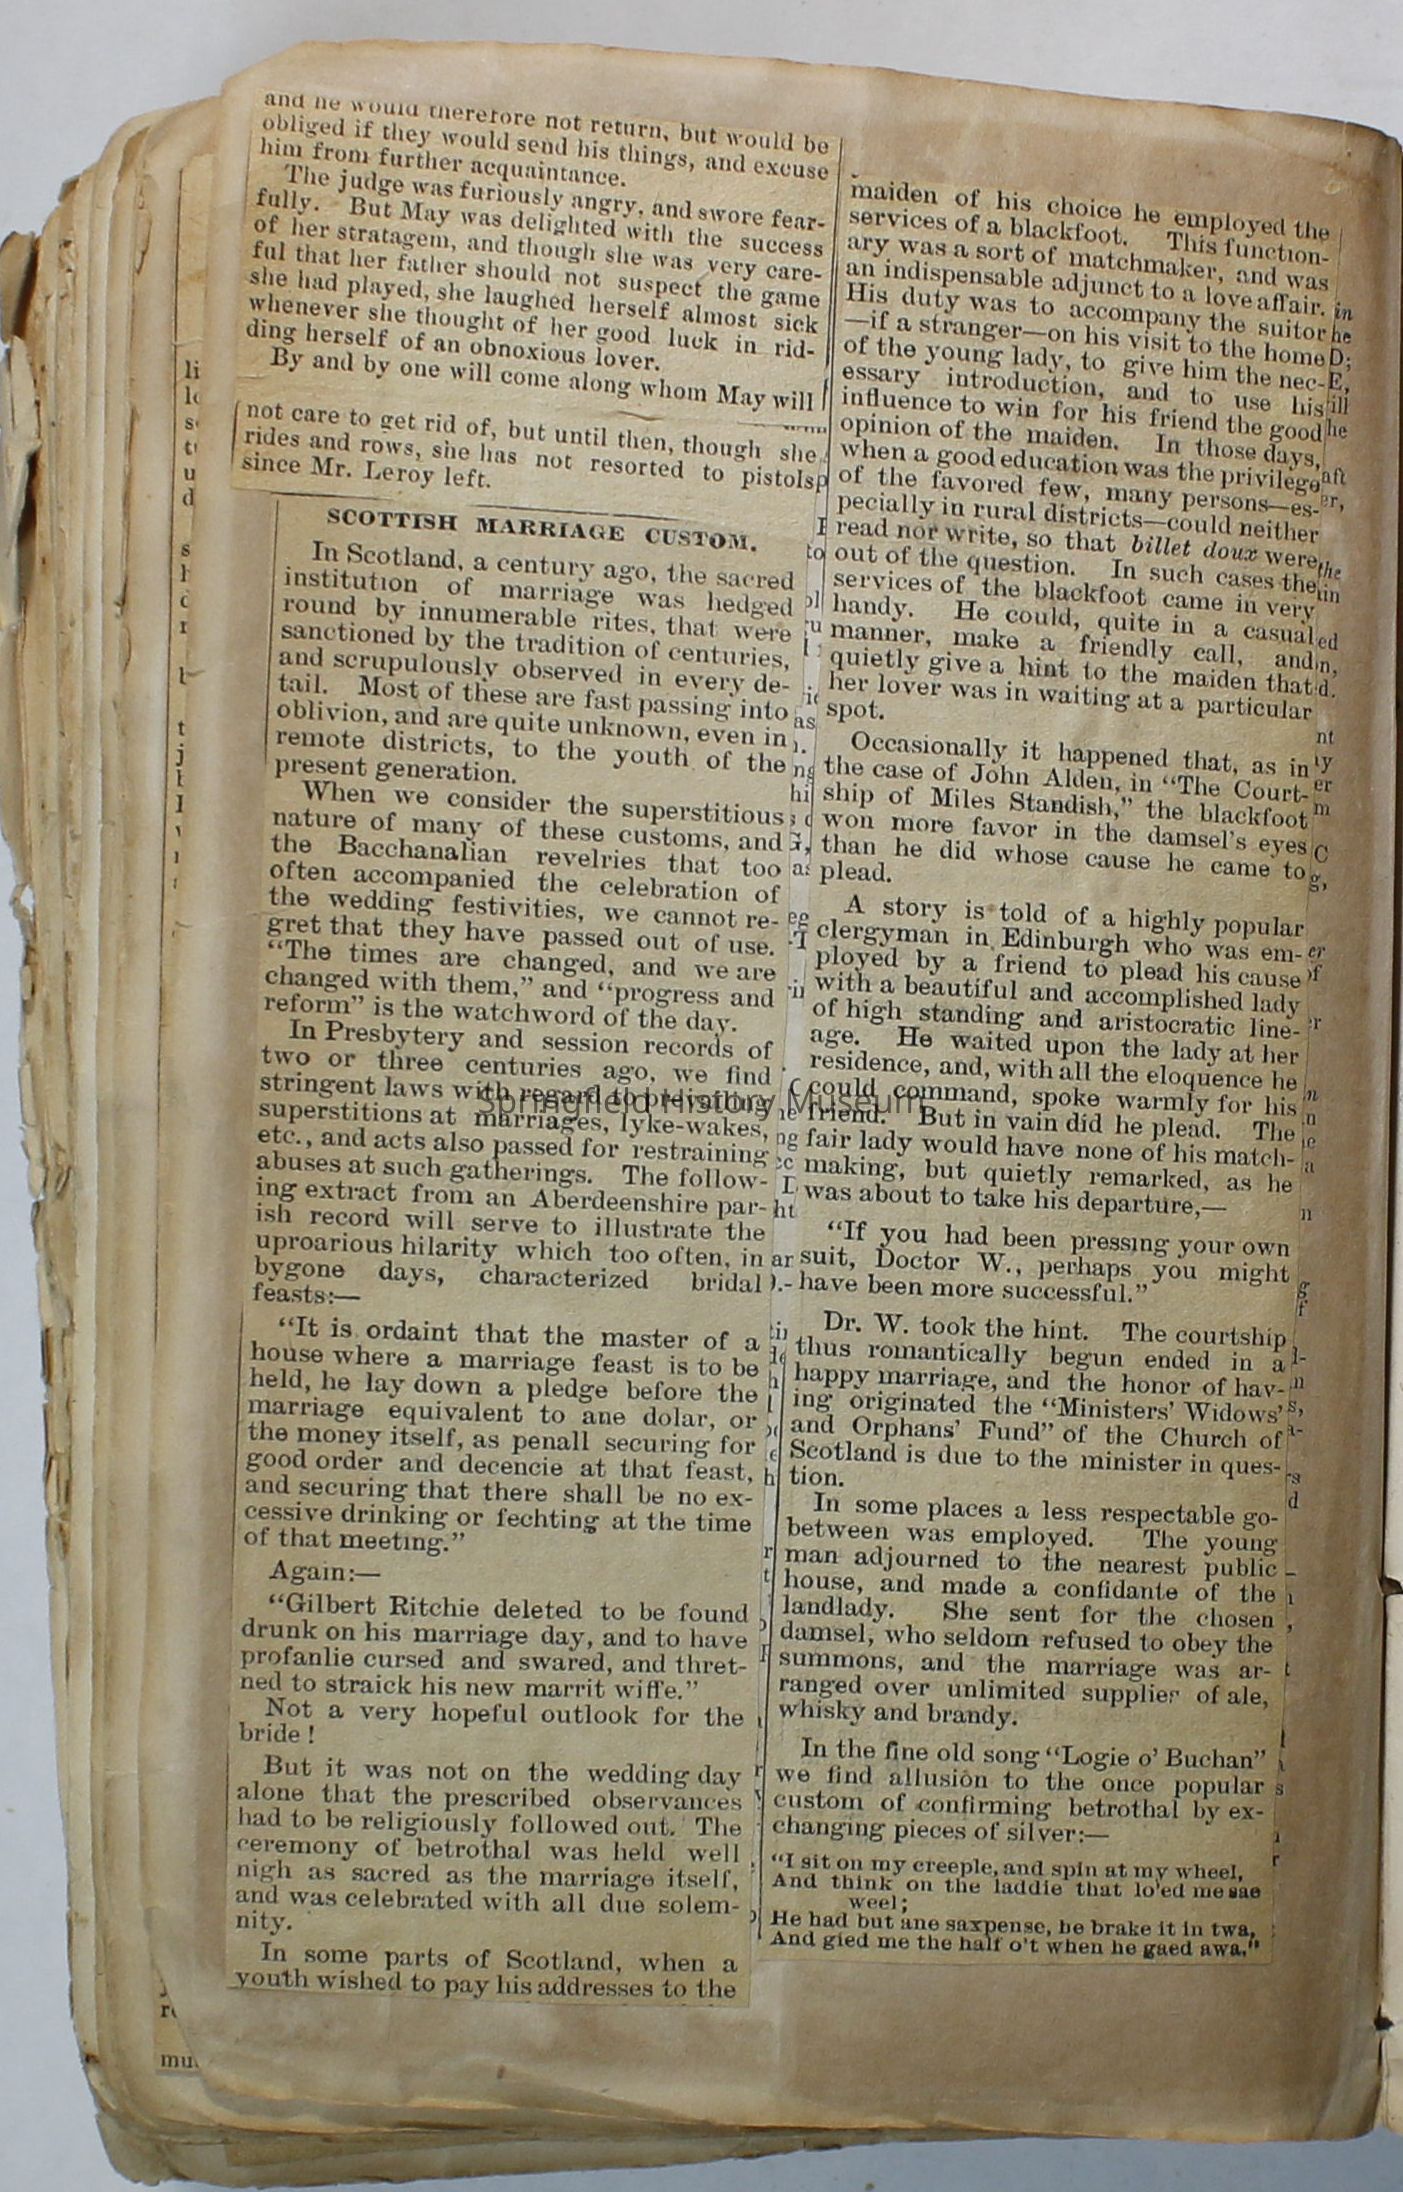 and he would therefore not return, but would be
obliged if they would send his things, and excuse
him from further acquaintance.
The judge was furiously angry, and swore fear-
fully. But May was delighted with the success
of her stratagem, and though she was very care-
ful that her father should not suspect the game
she had played, she laughed herself almost sick
whenever she thought of her good luck in rid-
ding herself of an obnoxious lover.
By and by one will come along whom May will
not care to get rid of, but until then, though she
rides and rows, she has not resorted to pistols
since Mr. Leroy left.
SCOTTISH MARRIAGE CUSTOM.
In Scotland, a century ago, the sacred
institution of marriage was hedged
round by innumerable rites, that were
sanctioned by the tradition of centuries,
and scrupulously observed in every de-
tail. Most of these are fast passing into
oblivion, and are quite unknown, even in
remote districts, to the youth of the
present generation.
When we consider the superstitious
nature of many of these customs, and
the Bacchanalian revelries that too
often accompanied the celebration of
the wedding festivities, we cannot re-
gret that they have passed out of use.
“The times are changed, and we are
changed with them,” and “progress and
reform” is the watchword of the day.
In Presbytery and session records of
two or three centuries ago, we find
stringent laws with regard to prevailing
superstitions at marriages, lyke-wakes,
etc., and acts also passed for restraining
abuses at such gatherings. The follow-
ing extract from an Aberdeenshire par-
ish record will serve to illustrate the
uproarious hilarity which too often, in
bygone days, characterized bridal
feasts:—
“It is ordaint that the master of a
house where a marriage feast is to be
held, he lay down a pledge before the
marriage equivalent to ane dolar, or
the money itself, as penall securing for
good order and decencie at that feast,
and securing that there shall be no ex-
cessive drinking or fechting at the time
of that meeting.”
Again:—
“Gilbert Ritchie deleted to be found
drunk on his marriage day, and to have
profanlie cursed and swared, and thret-
ned to straick his new marrit wiffe.”
Not a very hopeful outlook for the
bride!
But it was not on the wedding day
alone that the prescribed observances
had to be religiously followed out. The
ceremony of betrothal was held well
nigh as sacred as the marriage itself,
and was celebrated with all due solem-
nity.
In some parts of Scotland, when a
youth wished to pay his addresses to the
maiden of his choice he employed the
services of a blackfoot. This function-
ary was a sort of matchmaker, and was
an indispensable adjunct to a love affair.
His duty was to accompany the suitor
—if a stranger—on his visit to the home
of the young lady, to give him the nec-
essary introduction, and to use his
influence to win for his friend the good
opinion of the maiden. In those days,
when a good education was the privilege
of the favored few, many persons—es-
pecially in rural districts—could neither
read nor write, so that billet doux were
out of the question. In such cases the
services of the blackfoot came in very
handy. He could, quite in a casual
manner, make a friendly call, and
quietly give a hint to the maiden that
her lover was in waiting at a particular
spot.
Occasionally it happened that, as in
the case of John Alden, in “The Court-
ship of Miles Standish,” the blackfoot
won more favor in the damsel's eyes
than he did whose cause he came to
plead.
A story is told of a highly popular
clergyman in Edinburgh who was em-
ployed by a friend to plead his cause
with a beautiful and accomplished lady
of high standing and aristocratic line-
age. He waited upon the lady at her
residence, and, with all the eloquence he
could command, spoke warmly for his
friend. But in vain did he plead. The
fair lady would have none of his match-
making, but quietly remarked, as he
was about to take his departure,—
“If you had been pressing your own
suit, Doctor W., perhaps you might
have been more successful.”
Dr. W. took the hint. The courtship
thus romantically begun ended in a
happy marriage, and the honor of hav-
ing originated the “Ministers' Widows'
and Orphans' Fund” of the Church of
Scotland is due to the minister in ques-
tion.
In some places a less respectable go-
between was employed. The young
man adjourned to the nearest public
house, and made a confidante of the
landlady. She sent for the chosen
damsel, who seldom refused to obey the
summons, and the marriage was ar-
ranged over unlimited supplies of ale,
whisky and brandy.
In the fine old song “Logie o' Buchan”
we find allusion to the once popular
custom of confirming betrothal by ex-
changing pieces of silver:—
“I sit on my creepie, and spin at my wheel,
And think on the laddie that lo'ed me sae
weel;
He had but ane saxpense, he brake it in twa,
And gied me the half o't when he gaed awa.”
Springfield History Museum